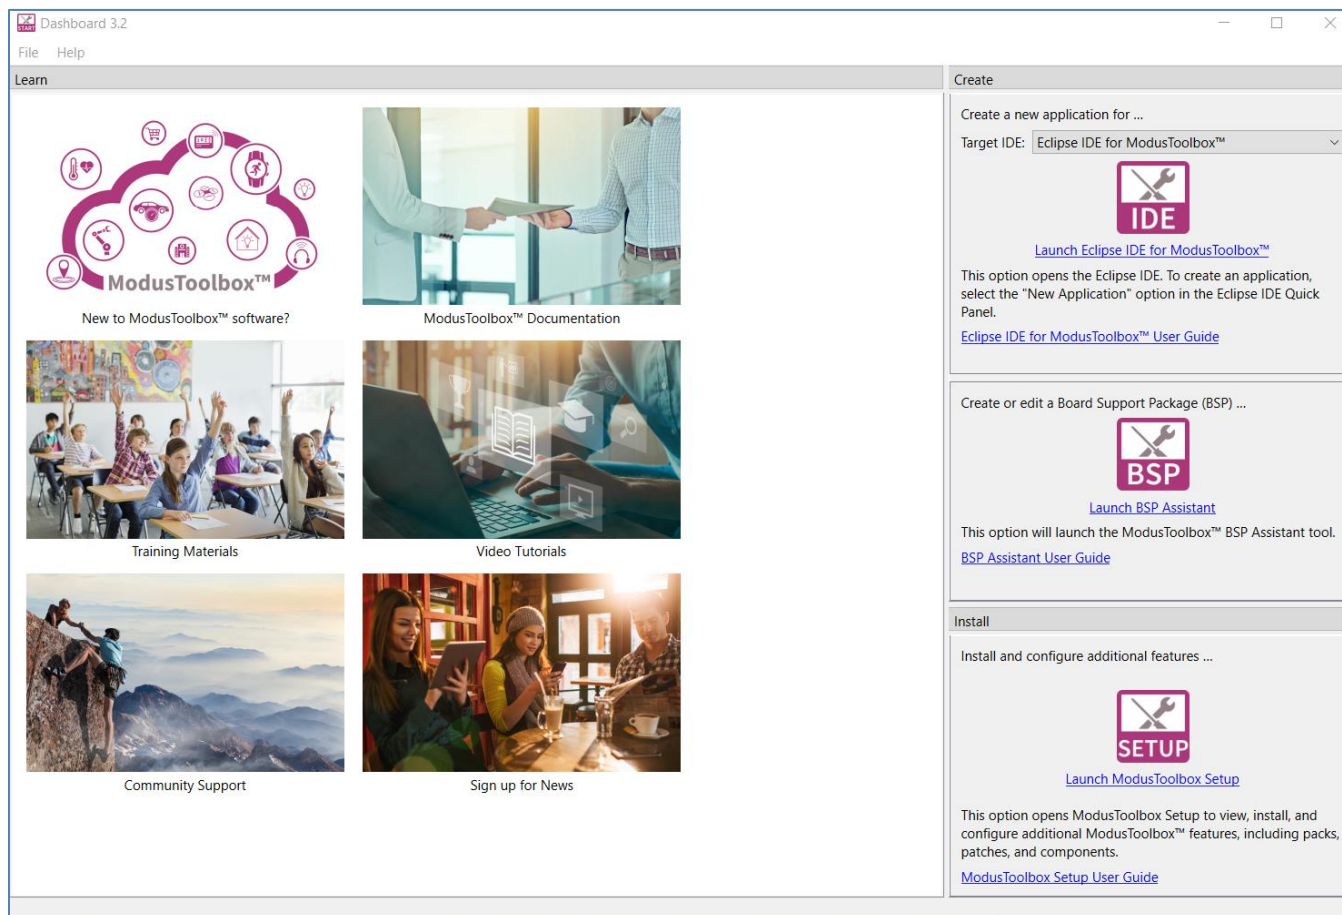 START
Dashboard 3.2
File Help
Learn
ModusToolbox™
New to ModusToolbox™ software?
ModusToolbox™ Documentation
Training Materials
Video Tutorials
Community Support
Sign up for News
Create
Create a new application for ...
Target IDE: Eclipse IDE for ModusToolbox™
IDE
Launch Eclipse IDE for ModusToolbox™
This option opens the Eclipse IDE. To create an application,
select the "New Application" option in the Eclipse IDE Quick
Panel.
Eclipse IDE for ModusToolbox™ User Guide
Create or edit a Board Support Package (BSP) ...
BSP
Launch BSP Assistant
This option will launch the ModusToolbox™ BSP Assistant tool.
BSP Assistant User Guide
Install
Install and configure additional features ...
SETUP
Launch ModusToolbox Setup
This option opens ModusToolbox Setup to view, install, and
configure additional ModusToolbox™ features, including packs,
patches, and components.
ModusToolbox Setup User Guide